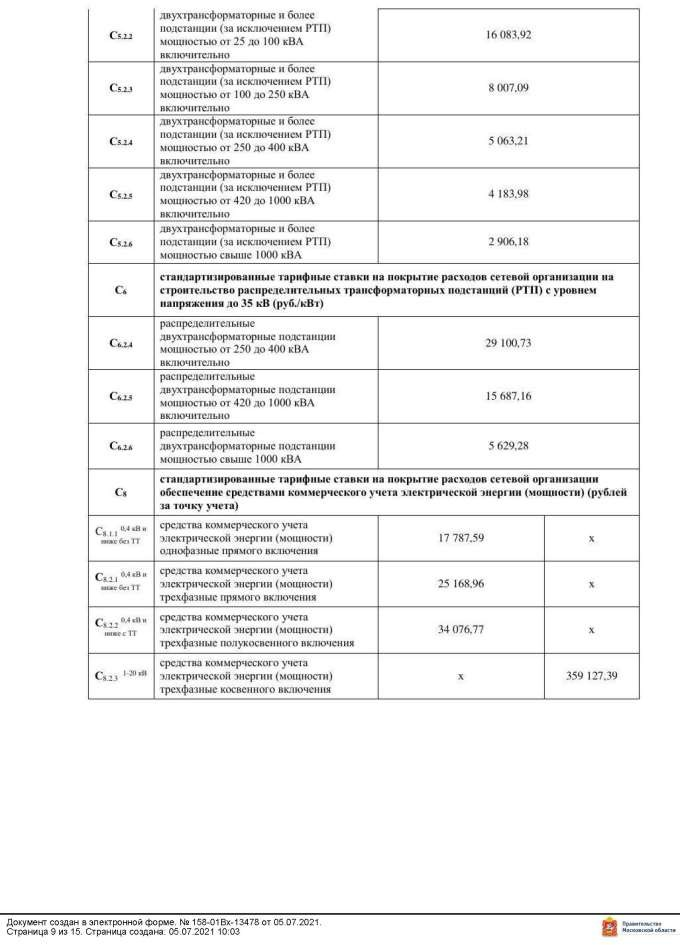 двухтрансформаторные и более
подстанции (за исключением РТП)
С5.2.2
мощностью от 25 до 100 кВА
включительно
16 083,92
двухтрансформаторные и более
подстанции (за исключением РТП)
С5.2.3
мощностью от 100 до 250 кВА
включительно
8 007,09
двухтрансформаторные и более
подстанции (за исключением РТП)
С5.2.4
мощностью от 250 до 400 кВА
включительно
5 063,21
двухтрансформаторные и более
подстанции (за исключением РТП)
С5.2.5
мощностью от 420 до 1000 кВА
включительно
4 183,98
двухтрансформаторные и более
С5.2.6
подстанции (за исключением РТП)
мощностью свыше 1000 кВА
2 906,18
С6
стандартизированные тарифные ставки на покрытие расходов сетевой организации на
строительство распределительных трансформаторных подстанций (РТП) с уровнем
напряжения до 35 кВ (руб./кВт)
С6.2.4
распределительные
двухтрансформаторные подстанции
мощностью от 250 до 400 кВА
включительно
29 100,73
С6.2.5
распределительные
двухтрансформаторные подстанции
мощностью от 420 до 1000 кВА
включительно
15 687,16
С6.2.6
распределительные
двухтрансформаторные подстанции
мощностью свыше 1000 кВА
5 629,28
С8
стандартизированные тарифные ставки на покрытие расходов сетевой организации
обеспечение средствами коммерческого учета электрической энергии (мощности) (рублей
за точку учета)
С8.1.1 0,4 кВ и
ниже без ТТ
средства коммерческого учета
электрической энергии (мощности)
однофазные прямого включения
17 787,59
х
С8.2.1 0,4 кВ и
ниже без ТТ
средства коммерческого учета
электрической энергии (мощности)
трехфазные прямого включения
25 168,96
х
С8.2.2 0,4 кВ и
ниже с ТТ
средства коммерческого учета
электрической энергии (мощности)
трехфазные полукосвенного включения
34 076,77
х
С8.2.3 1-20 кВ
средства коммерческого учета
электрической энергии (мощности)
трехфазные косвенного включения
х
359 127,39
Документ создан в электронной форме. № 158-01Вх-13478 от 05.07.2021.
Страница 9 из 15. Страница создана: 05.07.2021 10:03
Правительство
Московской области